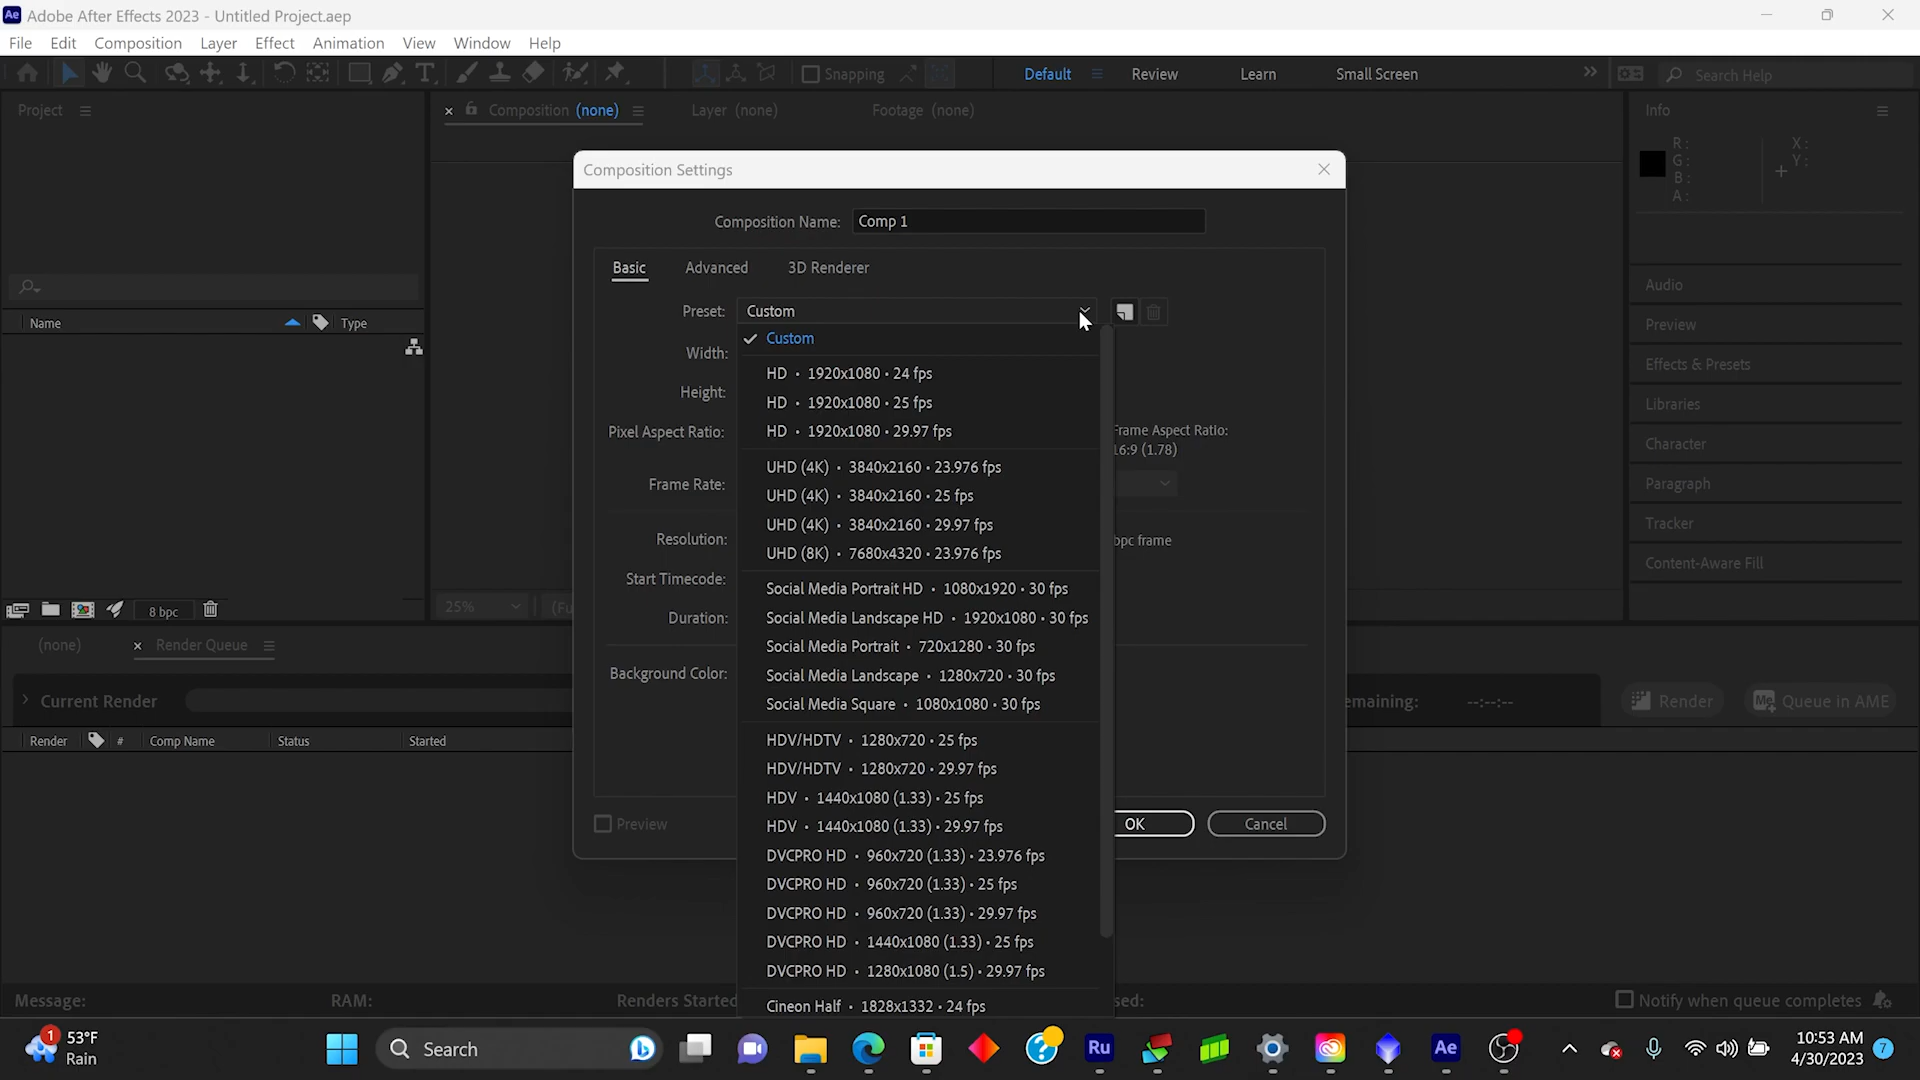 Ae Adobe After Effects 2023 - Untitled Project.aep
File Edit Composition Layer Effect Animation View Window Help
Snapping Default Review Learn Small Screen Search Help
Project Composition (none) Layer (none) Footage (none) Info
R: X:
G: Y:
B:
A:
Composition Settings
Composition Name: Comp 1
Basic Advanced 3D Renderer
Preset: Custom
Custom
HD • 1920x1080 • 24 fps
HD • 1920x1080 • 25 fps
HD • 1920x1080 • 29.97 fps
UHD (4K) • 3840x2160 • 23.976 fps
UHD (4K) • 3840x2160 • 25 fps
UHD (4K) • 3840x2160 • 29.97 fps
UHD (8K) • 7680x4320 • 23.976 fps
Social Media Portrait HD • 1080x1920 • 30 fps
Social Media Landscape HD • 1920x1080 • 30 fps
Social Media Portrait • 720x1280 • 30 fps
Social Media Landscape • 1280x720 • 30 fps
Social Media Square • 1080x1080 • 30 fps
HDV/HDTV • 1280x720 • 25 fps
HDV/HDTV • 1280x720 • 29.97 fps
HDV • 1440x1080 (1.33) • 25 fps
HDV • 1440x1080 (1.33) • 29.97 fps
DVCPRO HD • 960x720 (1.33) • 23.976 fps
DVCPRO HD • 960x720 (1.33) • 25 fps
DVCPRO HD • 960x720 (1.33) • 29.97 fps
DVCPRO HD • 1440x1080 (1.33) • 25 fps
DVCPRO HD • 1280x1080 (1.5) • 29.97 fps
Cineon Half • 1828x1332 • 24 fps
Width:
Height:
Pixel Aspect Ratio:
Frame Aspect Ratio:
16:9 (1.78)
Frame Rate:
Resolution: bpc frame
Start Timecode:
Duration:
Background Color:
Preview OK Cancel
Name Type
8 bpc
25% (Fu
Audio
Preview
Effects & Presets
Libraries
Character
Paragraph
Tracker
Content-Aware Fill
(none) Render Queue
Current Render emaining: --:--:-- Render Me Queue in AME
Render # Comp Name Status Started
Message: RAM: Renders Started sed: Notify when queue completes
1 53°F
Rain
Search Ru Ae
10:53 AM
4/30/2023 7